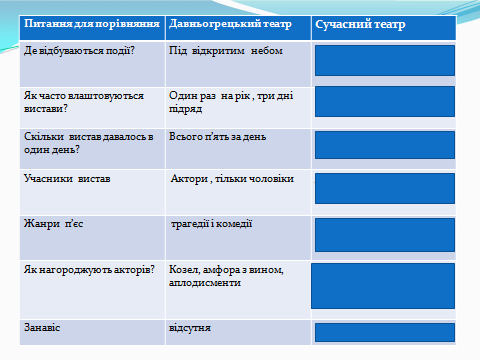 Питання для порівняння Давньогрецький театр Сучасний театр
Де відбуваються події? Під відкритим небом
Як часто влаштовуються Один раз на рік , три дні
вистави? підряд
Скільки вистав давалось в Всього п'ять за день
один день?
Учасники вистав Актори , тільки чоловіки
Жанри п'єс трагедії і комедії
Як нагороджують акторів? Козел, амфора з вином,
аплодисменти
Занавіс відсутня